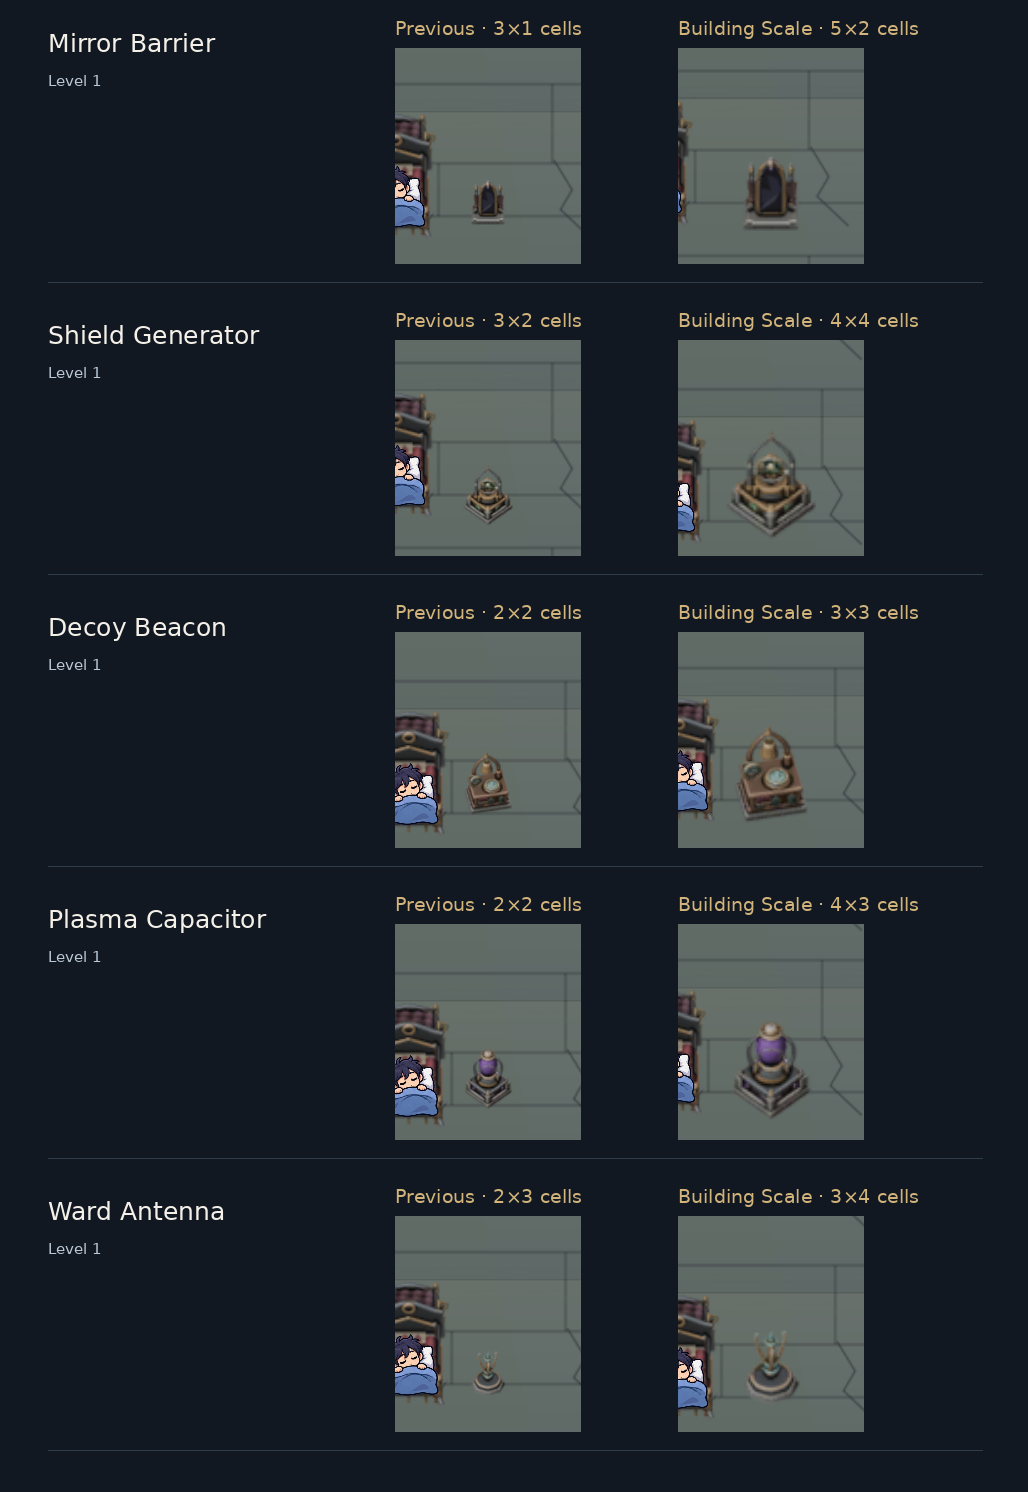 Mirror Barrier
Level 1
Previous · 3×1 cells
Building Scale · 5×2 cells
Shield Generator
Level 1
Previous · 3×2 cells
Building Scale · 4×4 cells
Decoy Beacon
Level 1
Previous · 2×2 cells
Building Scale · 3×3 cells
Plasma Capacitor
Level 1
Previous · 2×2 cells
Building Scale · 4×3 cells
Ward Antenna
Level 1
Previous · 2×3 cells
Building Scale · 3×4 cells